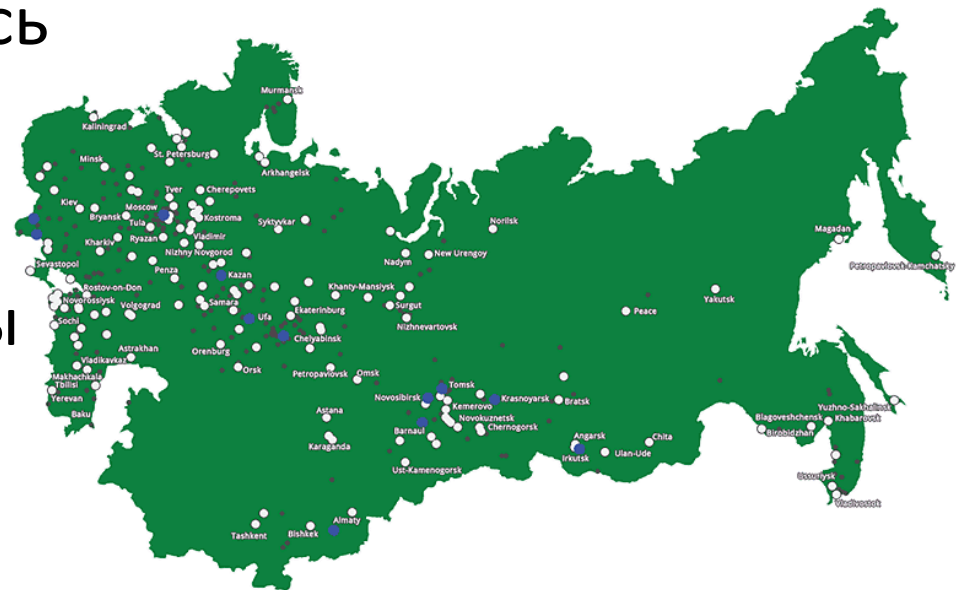 СЬ
Murmansk
Kaliningrad
St. Petersburg
Minsk
Arkhangelsk
Tver
Cherepovets
Kiev
Moscow
Bryansk
Kostroma
Tula
Syktyvkar
Norilsk
Kharkiv
Ryazan
Vladimir
Magadan
Nizhny Novgorod
Nadym
New Urengoy
Sevastopol
Penza
Kazan
Petropavlovsk-Kamchatsky
Rostov-on-Don
Khanty-Mansiysk
Novorossiysk
Volgograd
Samara
Surgut
Yakutsk
Ekaterinburg
Peace
Sochi
Ufa
Nizhnevartovsk
ы
Chelyabinsk
Astrakhan
Orenburg
Vladikavkaz
Orsk
Petropavlovsk
Omsk
Makhachkala
Tbilisi
Tomsk
Yerevan
Novosibirsk
Krasnoyarsk
Bratsk
Baku
Astana
Kemerovo
Yuzhno-Sakhalinsk
Novokuznetsk
Blagoveshchensk
Khabarovsk
Barnaul
Chernogorsk
Birobidzhan
Karaganda
Angarsk
Chita
Irkutsk
Ulan-Ude
Ust-Kamenogorsk
Ussuriysk
Vladivostok
Almaty
Tashkent
Bishkek